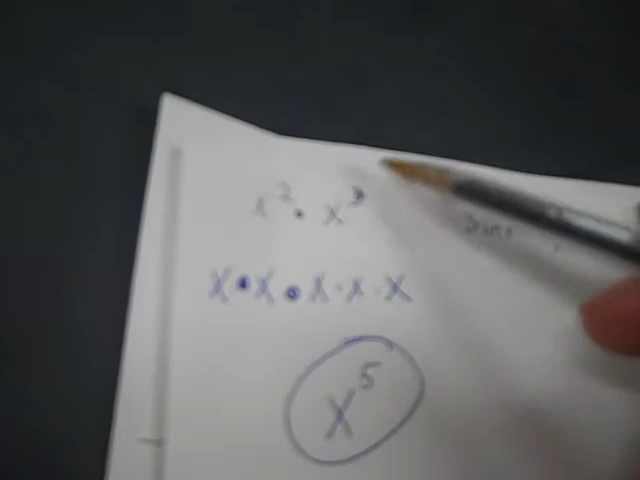 x² · x³
x · x · x · x · x
x⁵